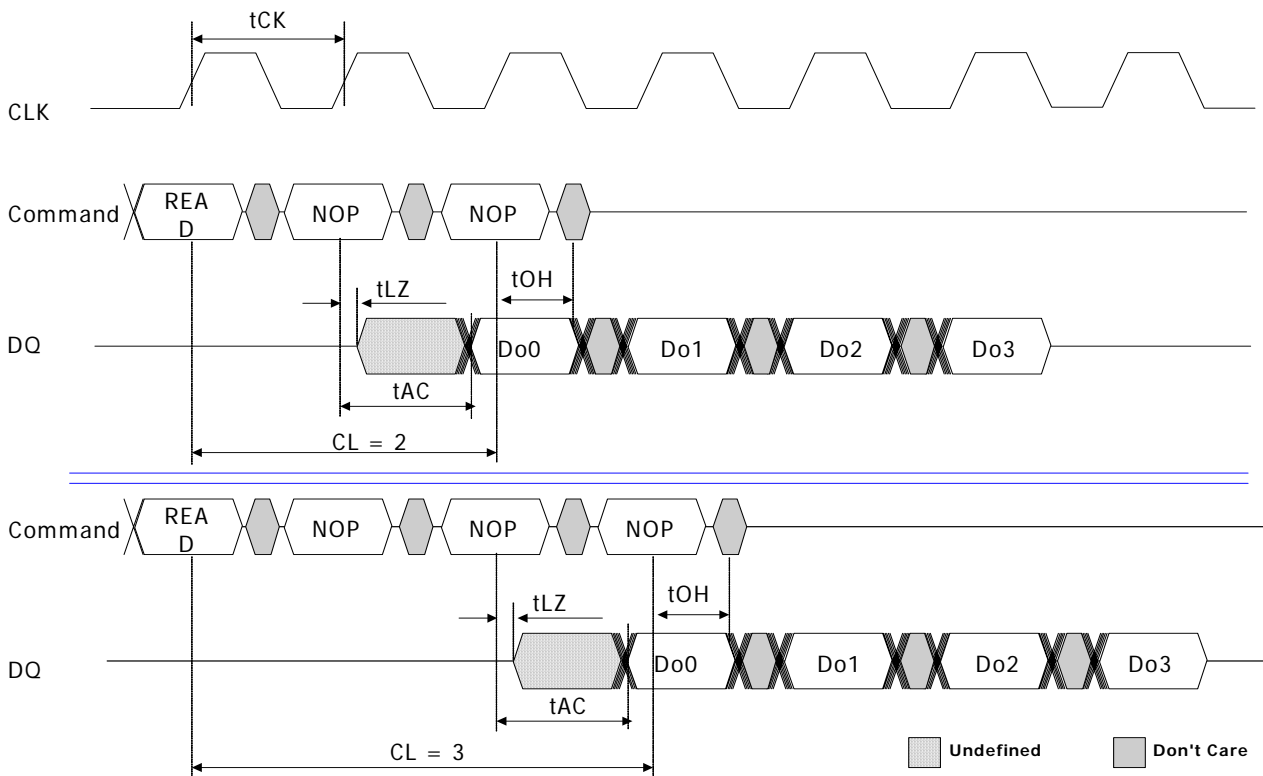 tCK
CLK
Command
REA
D
NOP
NOP
tOH
tLZ
DQ
Do0
Do1
Do2
Do3
tAC
CL = 2
Command
REA
D
NOP
NOP
NOP
tOH
tLZ
DQ
Do0
Do1
Do2
Do3
tAC
CL = 3
Undefined
Don't Care